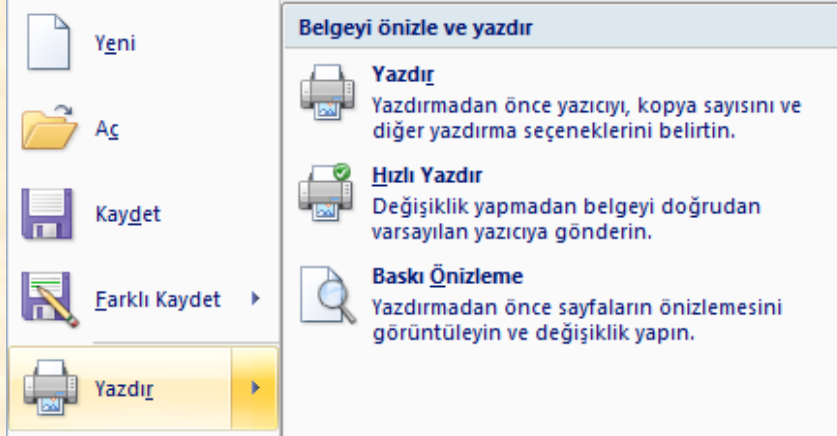 Yeni
Aç
Kaydet
Farklı Kaydet
Yazdır
Belgeyi önizle ve yazdır
Yazdır
Yazdırmadan önce yazıcıyı, kopya sayısını ve
diğer yazdırma seçeneklerini belirtin.
Hızlı Yazdır
Değişiklik yapmadan belgeyi doğrudan
varsayılan yazıcıya gönderin.
Baskı Önizleme
Yazdırmadan önce sayfaların önizlemesini
görüntüleyin ve değişiklik yapın.